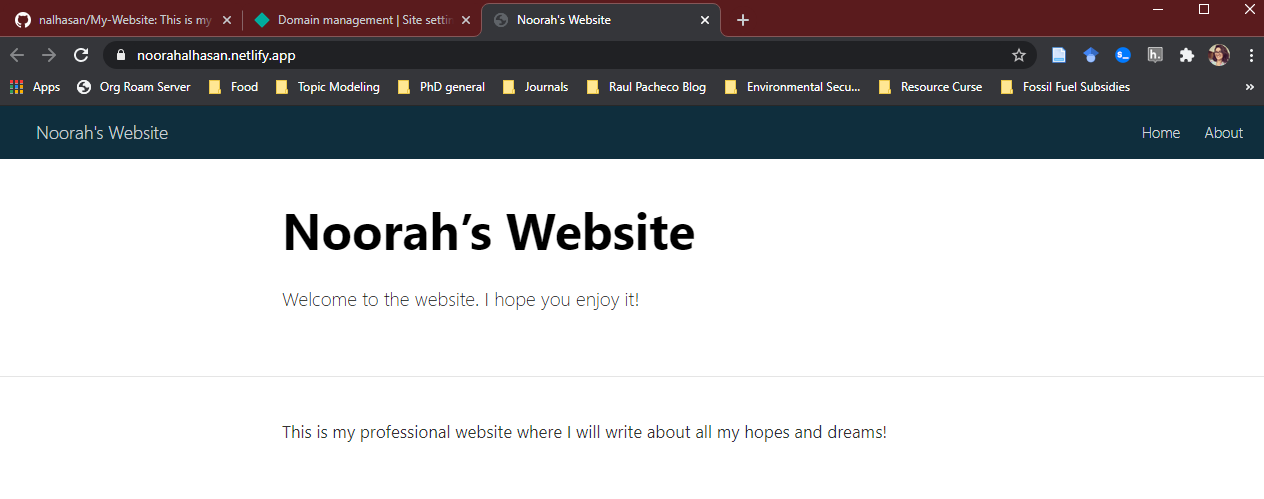 nalhasan/My-Website: This is my
Domain management | Site settin
Noorah's Website
noorahalhasan.netlify.app
Apps Org Roam Server Food Topic Modeling PhD general Journals Raul Pacheco Blog Environmental Secu... Resource Curse Fossil Fuel Subsidies »
Noorah's Website Home About
Noorah’s Website
Welcome to the website. I hope you enjoy it!
This is my professional website where I will write about all my hopes and dreams!